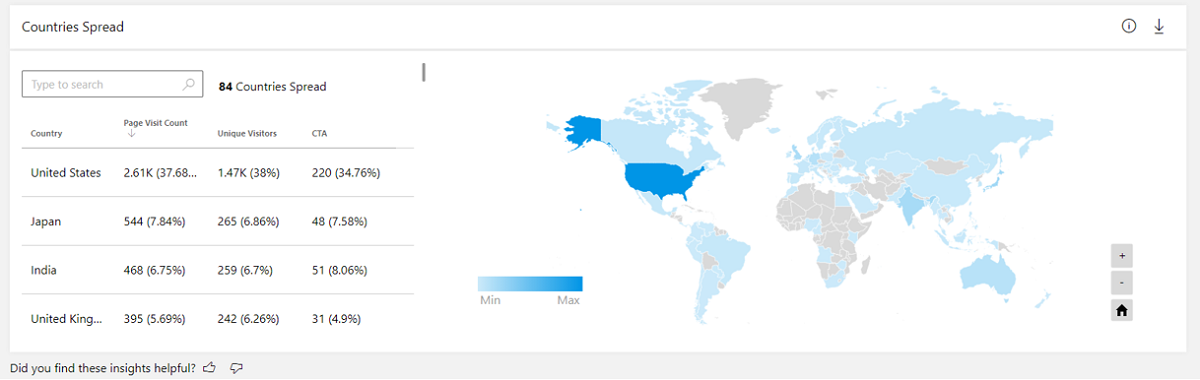 Countries Spread
Type to search
84 Countries Spread
Country
Page Visit Count
Unique Visitors
CTA
United States 2.61K (37.68... 1.47K (38%) 220 (34.76%)
Japan 544 (7.84%) 265 (6.86%) 48 (7.58%)
India 468 (6.75%) 259 (6.7%) 51 (8.06%)
United King... 395 (5.69%) 242 (6.26%) 31 (4.9%)
Min Max
+
-
Did you find these insights helpful?